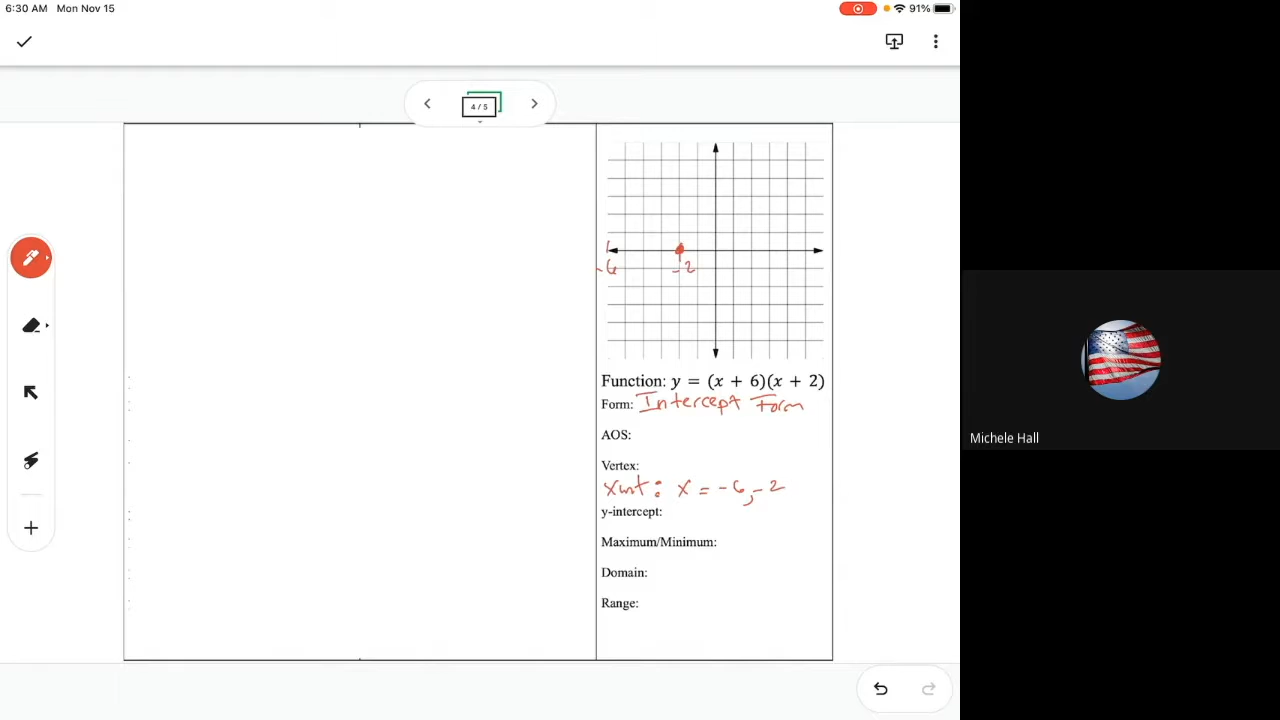 6:30 AM Mon Nov 15
91%
4 / 5
-6
-2
Function: y = (x + 6)(x + 2)
Form: Intercept Form
AOS:
Vertex:
xint: x = -6, -2
y-intercept:
Maximum/Minimum:
Domain:
Range:
Michele Hall